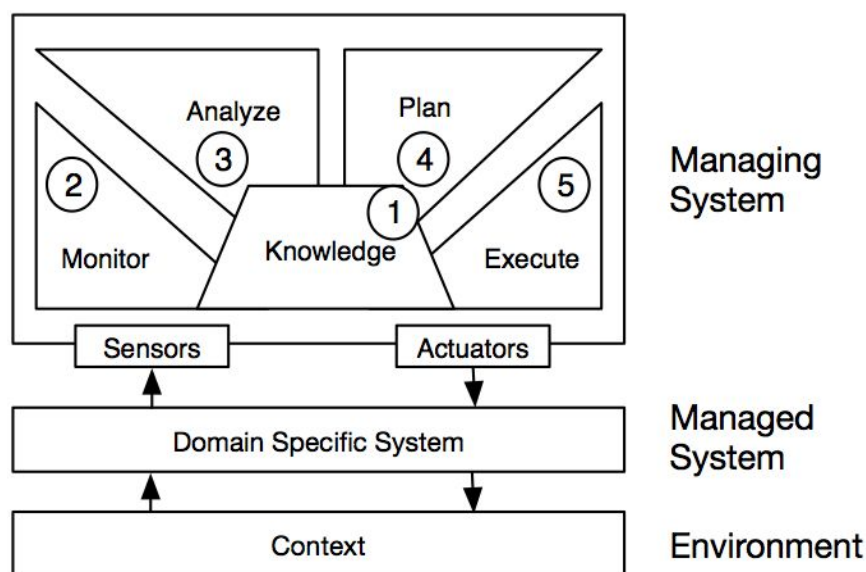 Analyze
Plan
3
4
2
5
1
Managing
System
Monitor
Knowledge
Execute
Sensors
Actuators
Domain Specific System
Managed
System
Context
Environment